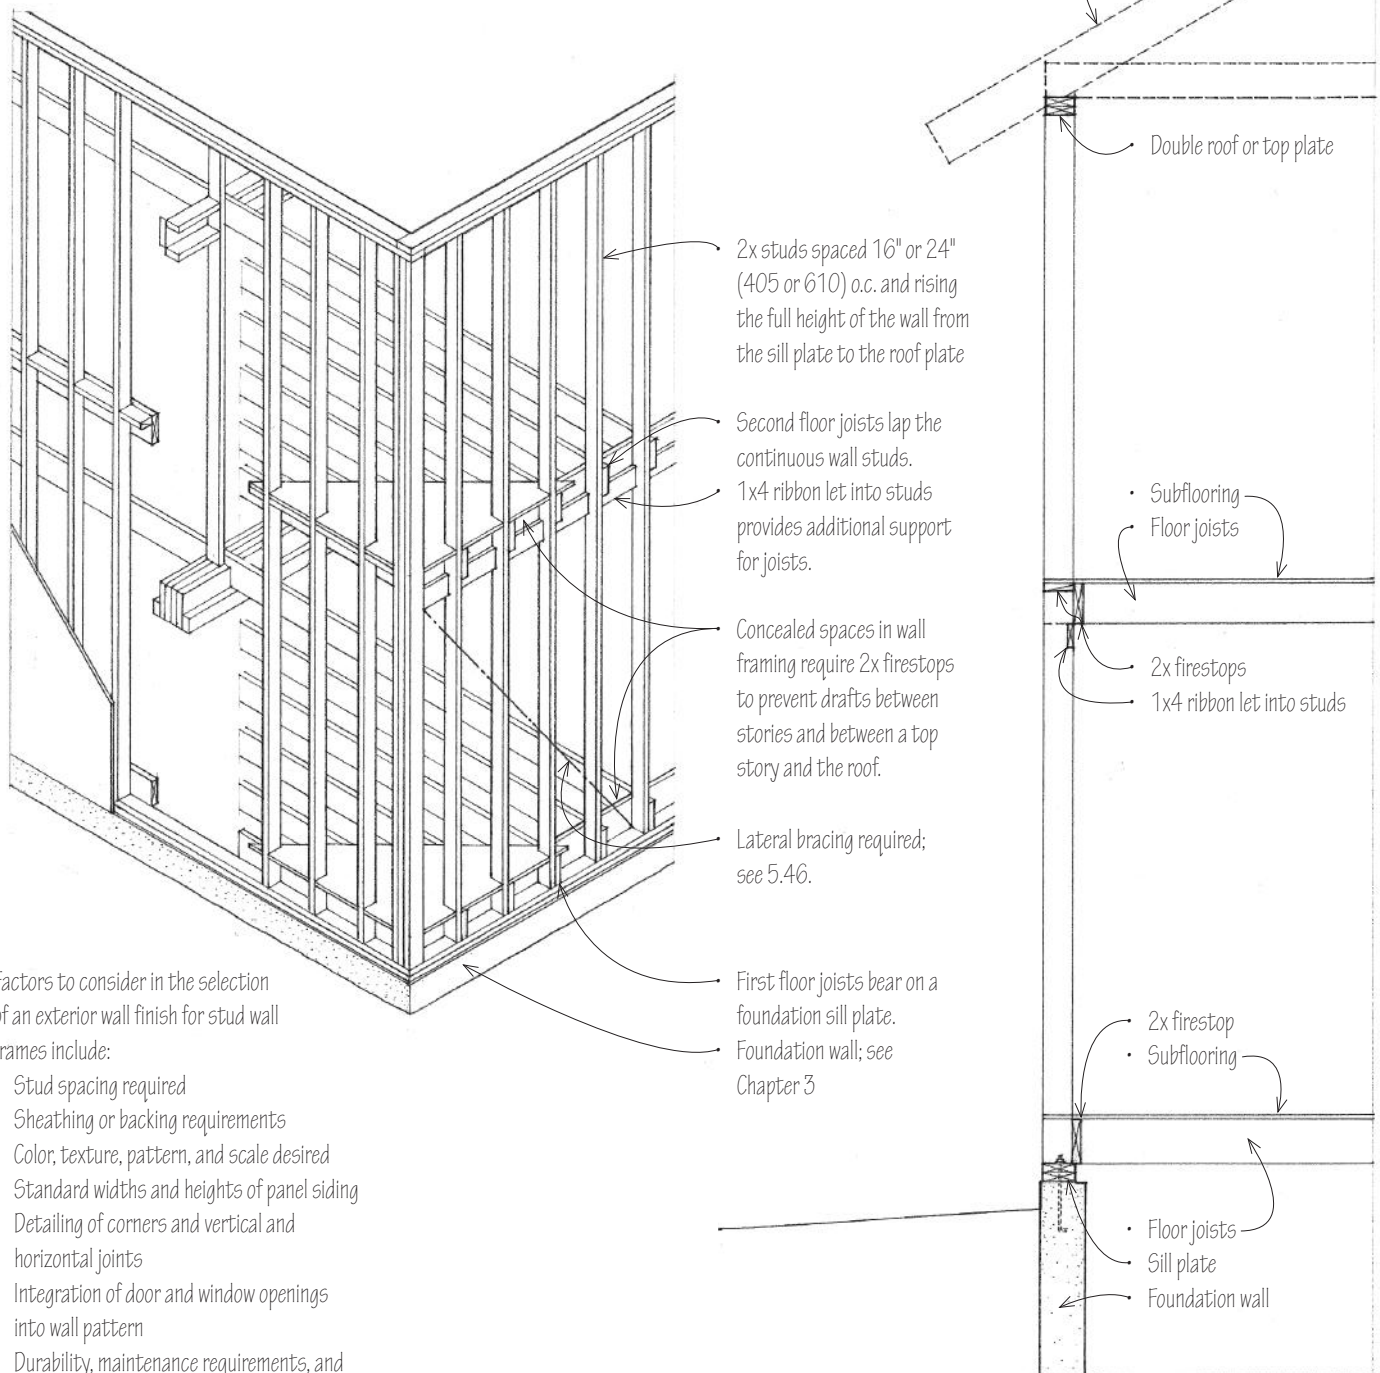 Double roof or top plate
2x studs spaced 16" or 24"
(405 or 610) o.c. and rising
the full height of the wall from
the sill plate to the roof plate
Second floor joists lap the
continuous wall studs.
1x4 ribbon let into studs
provides additional support
for joists.
Concealed spaces in wall
framing require 2x firestops
to prevent drafts between
stories and between a top
story and the roof.
Lateral bracing required;
see 5.46.
First floor joists bear on a
foundation sill plate.
Foundation wall; see
Chapter 3
Subflooring
Floor joists
2x firestops
1x4 ribbon let into studs
2x firestop
Subflooring
Floor joists
Sill plate
Foundation wall
Factors to consider in the selection
of an exterior wall finish for stud wall
frames include:
Stud spacing required
Sheathing or backing requirements
Color, texture, pattern, and scale desired
Standard widths and heights of panel siding
Detailing of corners and vertical and
horizontal joints
Integration of door and window openings
into wall pattern
Durability, maintenance requirements, and